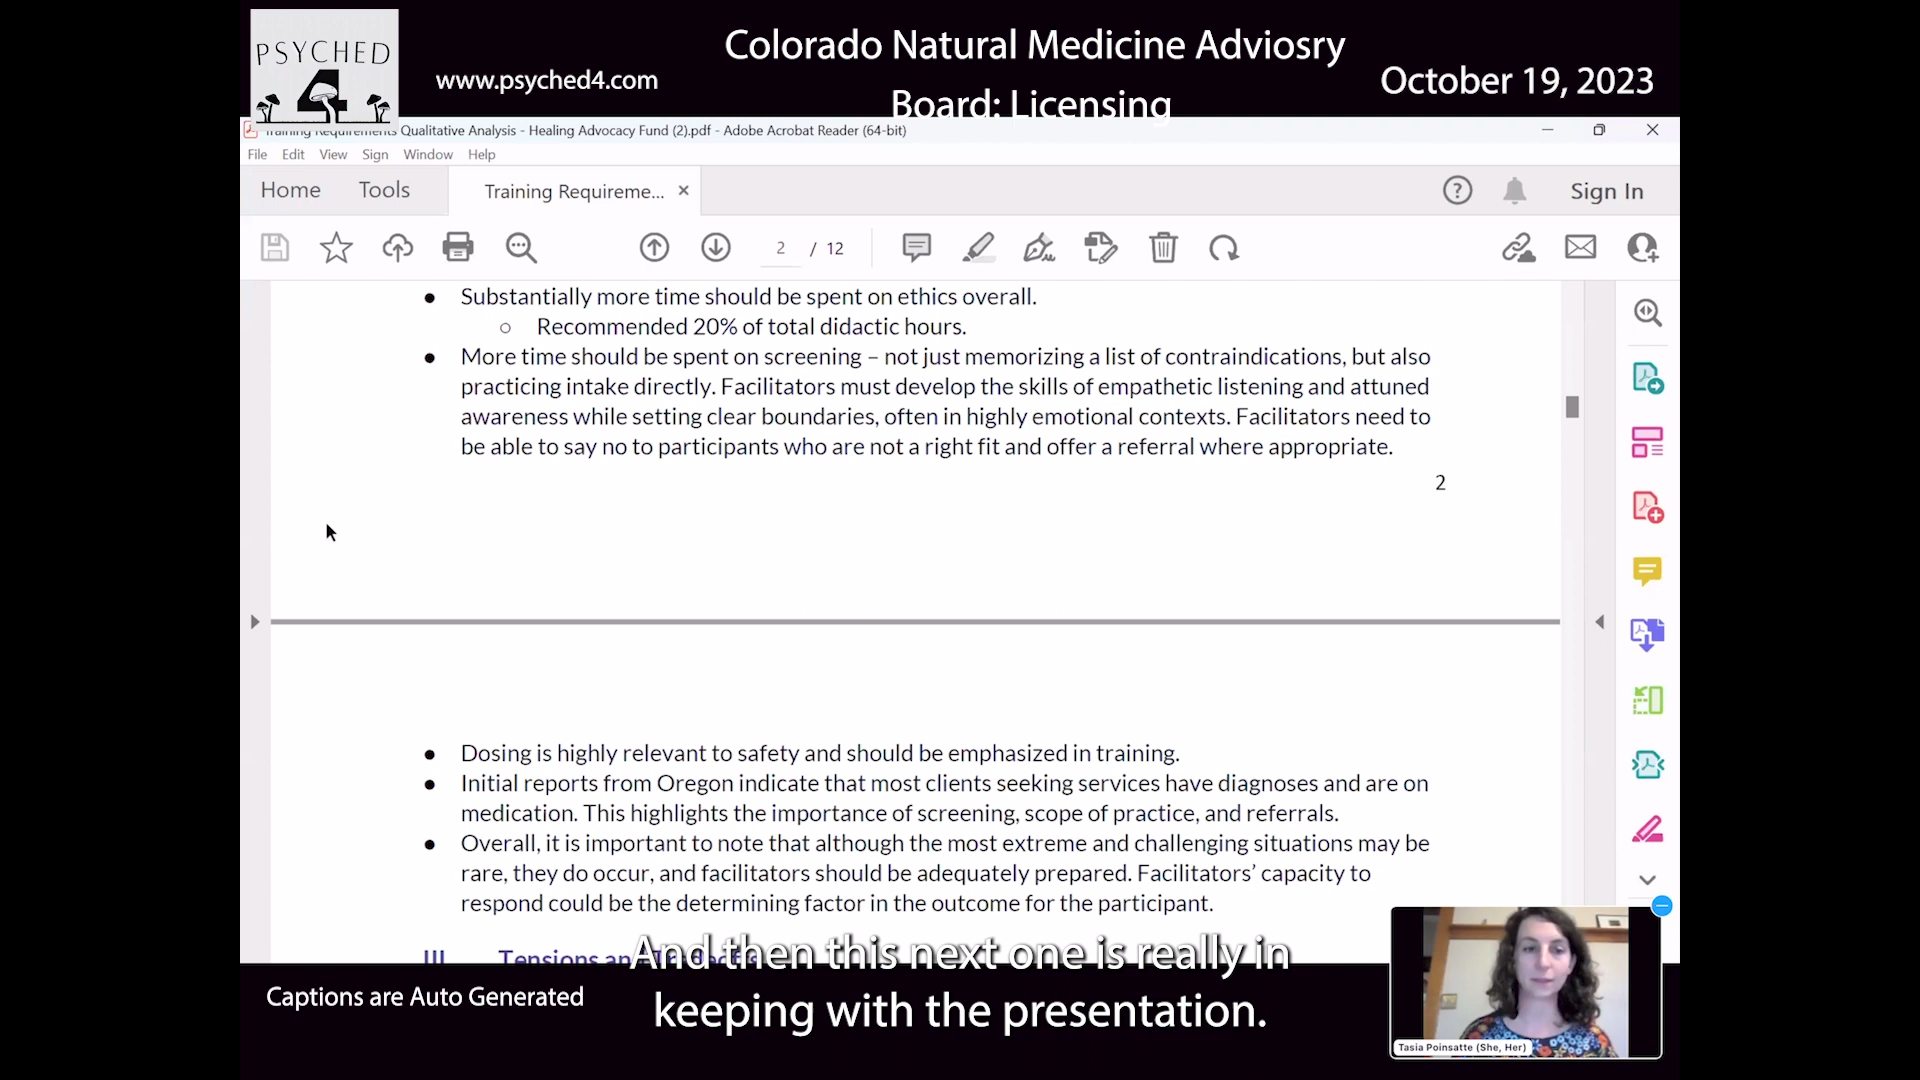 PSYCHED
4
www.psyched4.com
Colorado Natural Medicine Adviosry
Board: Licensing
October 19, 2023
Training Requirements Qualitative Analysis - Healing Advocacy Fund (2).pdf - Adobe Acrobat Reader (64-bit)
File Edit View Sign Window Help
Home Tools Training Requireme... × ? Sign In
2 / 12
● Substantially more time should be spent on ethics overall.
○ Recommended 20% of total didactic hours.
● More time should be spent on screening – not just memorizing a list of contraindications, but also
practicing intake directly. Facilitators must develop the skills of empathetic listening and attuned
awareness while setting clear boundaries, often in highly emotional contexts. Facilitators need to
be able to say no to participants who are not a right fit and offer a referral where appropriate.
2
● Dosing is highly relevant to safety and should be emphasized in training.
● Initial reports from Oregon indicate that most clients seeking services have diagnoses and are on
medication. This highlights the importance of screening, scope of practice, and referrals.
● Overall, it is important to note that although the most extreme and challenging situations may be
rare, they do occur, and facilitators should be adequately prepared. Facilitators’ capacity to
respond could be the determining factor in the outcome for the participant.
III. Tensions and
And then this next one is really in
keeping with the presentation.
Captions are Auto Generated
Tasia Poinsatte (She, Her)